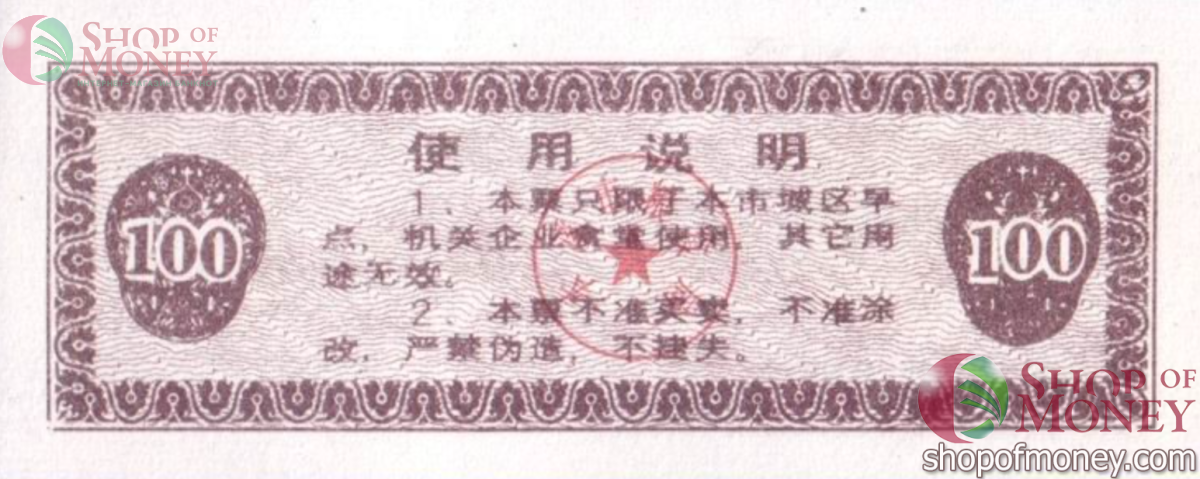 SHOP OF
MONEY
使用说明
100
1、本票只限于本市城区早
点，机关企业食堂使用，其它用
途无效。
2、本票不准买卖，不准涂
改，严禁伪造，不挂失。
100
SHOP OF
MONEY
shopofmoney.com